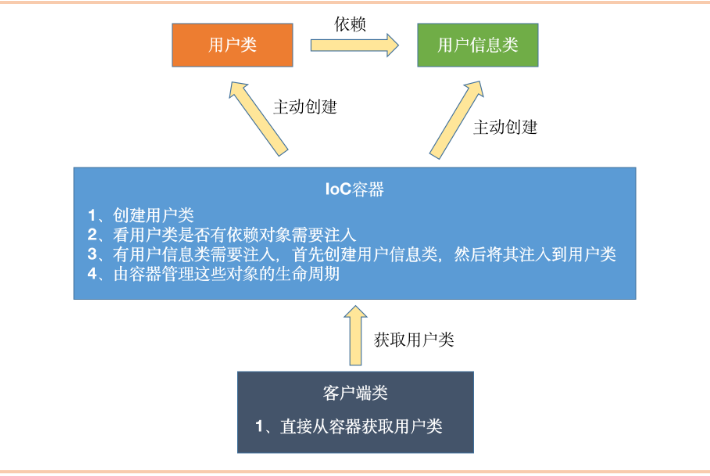 依赖
用户类
用户信息类
主动创建
主动创建
IoC容器
1、创建用户类
2、看用户类是否有依赖对象需要注入
3、有用户信息类需要注入，首先创建用户信息类，然后将其注入到用户类
4、由容器管理这些对象的生命周期
获取用户类
客户端类
1、直接从容器获取用户类